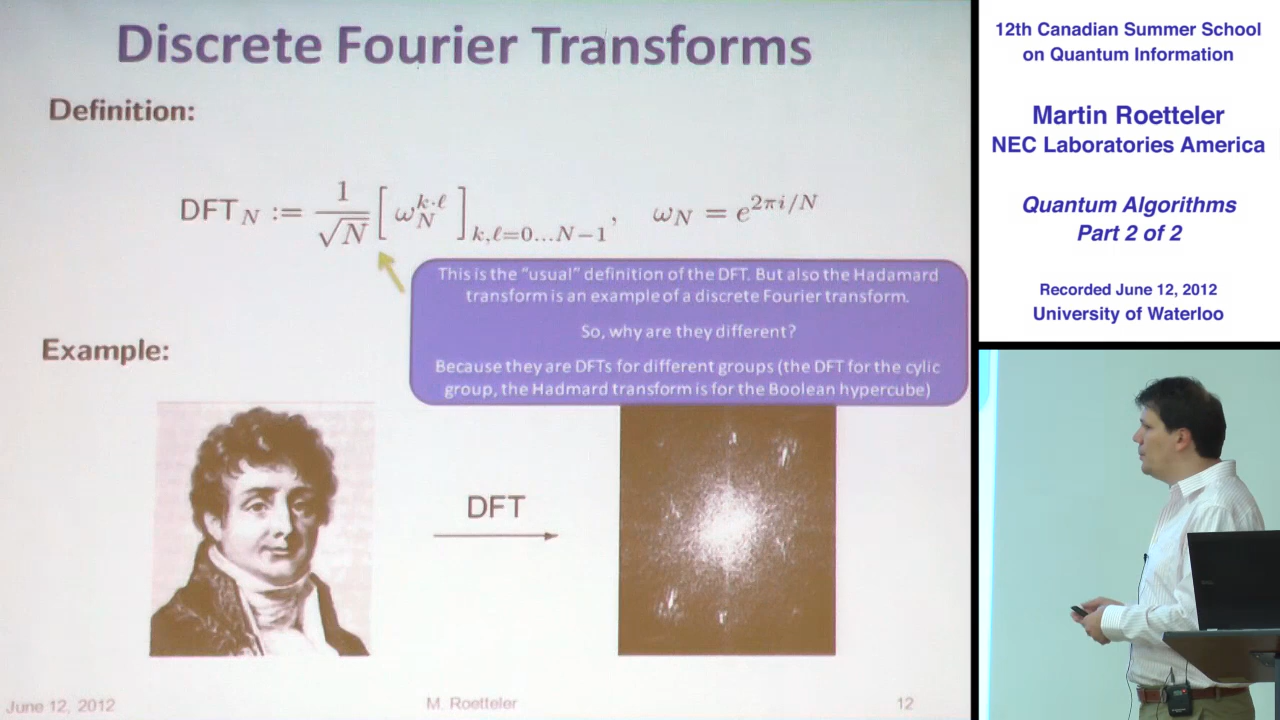 Discrete Fourier Transforms
Definition:
DFT_N := 1/√N [ω_N^{k·ℓ}]_{k,ℓ=0...N−1}, ω_N = e^{2πi/N}
This is the "usual" definition of the DFT. But also the Hadamard
transform is an example of a discrete Fourier transform.
So, why are they different?
Because they are DFTs for different groups (the DFT for the cylic
group, the Hadmard transform is for the Boolean hypercube)
Example:
DFT
June 12, 2012
M. Roetteler
12
12th Canadian Summer School
on Quantum Information
Martin Roetteler
NEC Laboratories America
Quantum Algorithms
Part 2 of 2
Recorded June 12, 2012
University of Waterloo